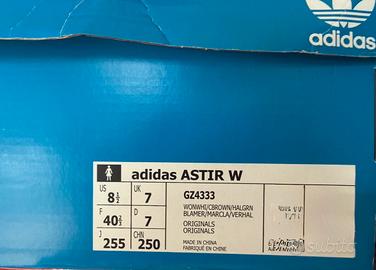 adidas
adidas ASTIR W
US 8½ UK 7
F 40⅔ D 7
J 255 CHN 250
GZ4333
WONWHI/CBROWN/HALGRN
BLAMER/MARCLA/VERHAL
ORIGINALS
ORIGINALS
MADE IN CHINA
FABRIQUÉ EN CHINE
subito